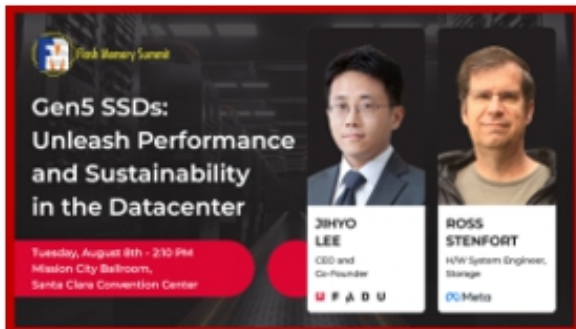 Flash Memory Summit
Gen5 SSDs:
Unleash Performance
and Sustainability
in the Datacenter
Tuesday, August 8th - 2:10 PM
Mission City Ballroom,
Santa Clara Convention Center
JIHYO
LEE
CEO and
Co-Founder
FADU
ROSS
STENFORT
H/W System Engineer,
Storage
Meta